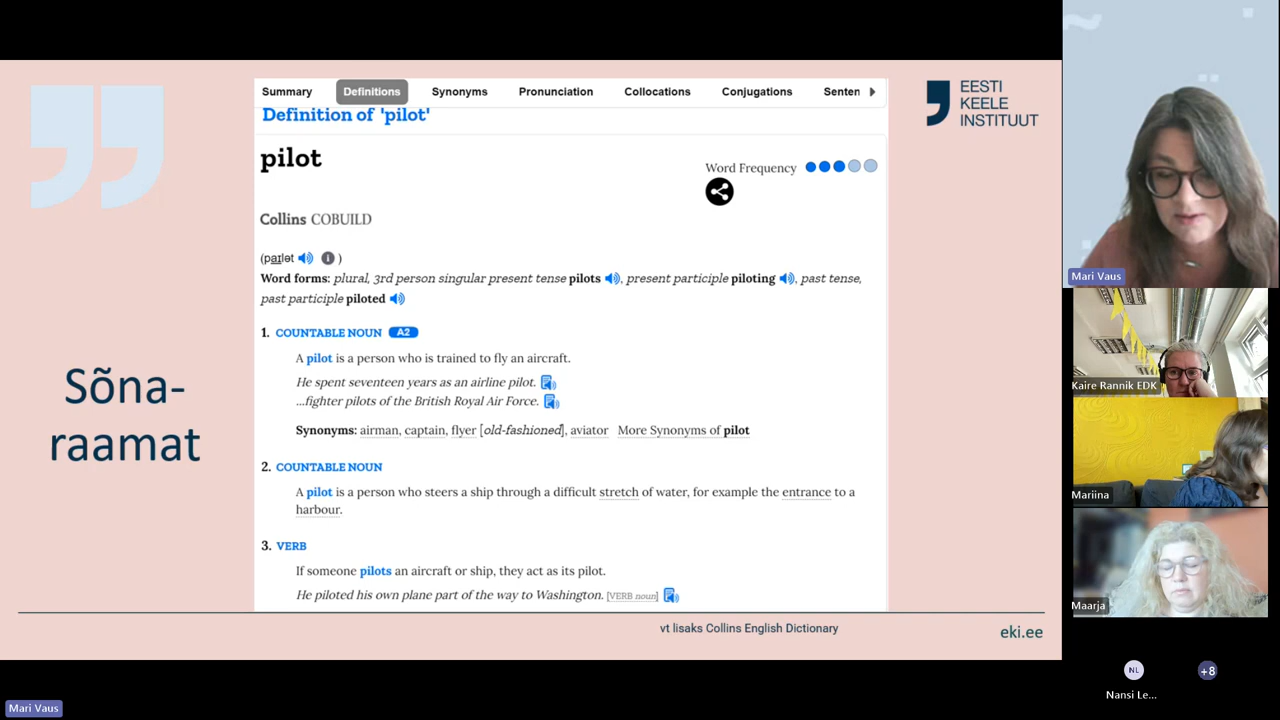 Summary Definitions Synonyms Pronunciation Collocations Conjugations Senten
Definition of 'pilot'
pilot
Word Frequency
Collins COBUILD
(paɪlət )
Word forms: plural, 3rd person singular present tense pilots , present participle piloting , past tense,
past participle piloted
1. COUNTABLE NOUN A2
A pilot is a person who is trained to fly an aircraft.
He spent seventeen years as an airline pilot.
...fighter pilots of the British Royal Air Force.
Synonyms: airman, captain, flyer [old-fashioned], aviator More Synonyms of pilot
2. COUNTABLE NOUN
A pilot is a person who steers a ship through a difficult stretch of water, for example the entrance to a
harbour.
3. VERB
If someone pilots an aircraft or ship, they act as its pilot.
He piloted his own plane part of the way to Washington. [VERB noun]
Sõna-
raamat
EESTI
KEELE
INSTITUUT
vt lisaks Collins English Dictionary
eki.ee
Mari Vaus
Mari Vaus
Kaire Rannik EDK
Mariina
Maarja
NL
+8
Nansi Le...